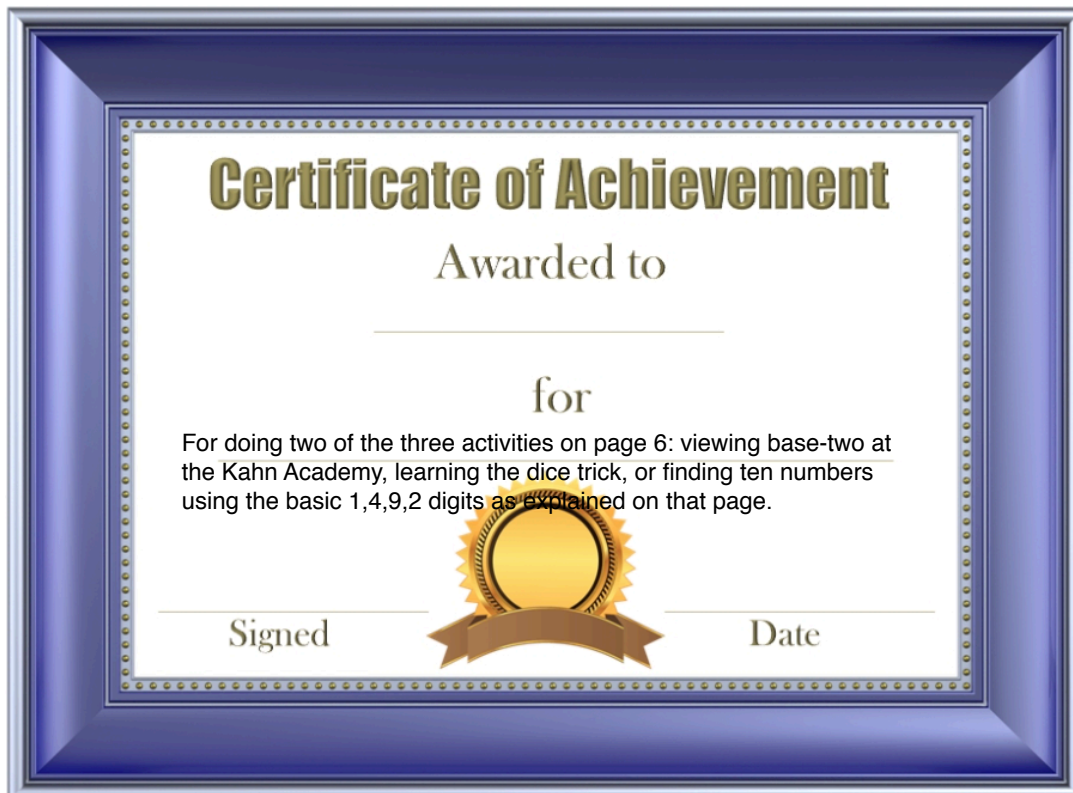 Certificate of Achievement
Awarded to
for
For doing two of the three activities on page 6: viewing base-two at
the Kahn Academy, learning the dice trick, or finding ten numbers
using the basic 1,4,9,2 digits as explained on that page.
Signed
Date